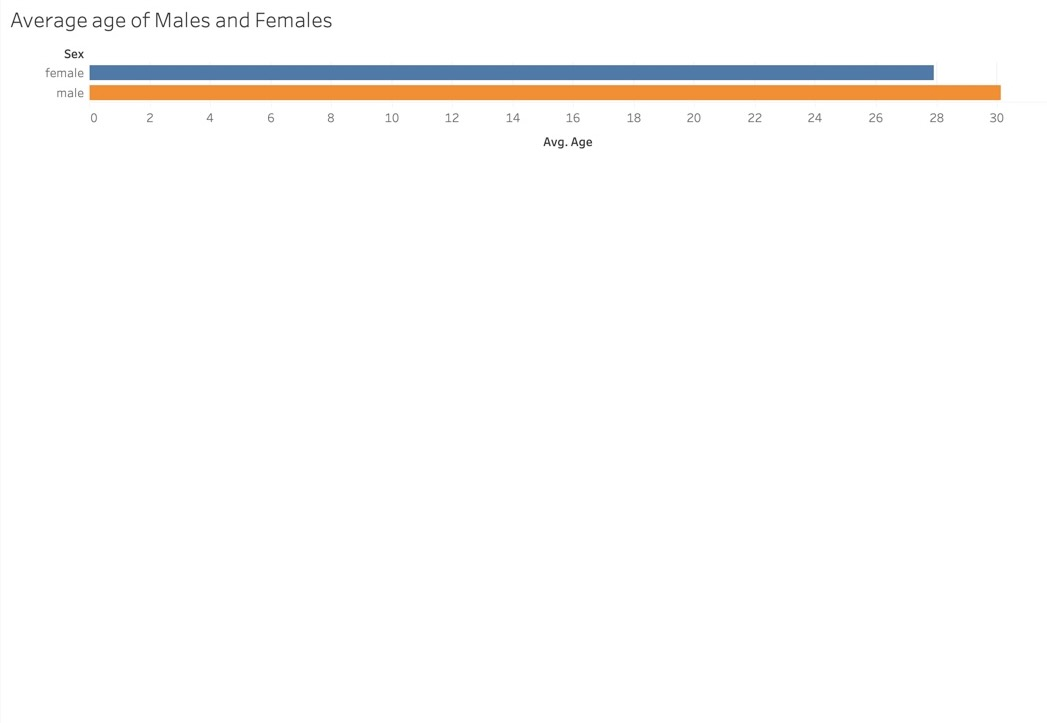 Average age of Males and Females
Sex
female
male
0 2 4 6 8 10 12 14 16 18 20 22 24 26 28 30
Avg. Age